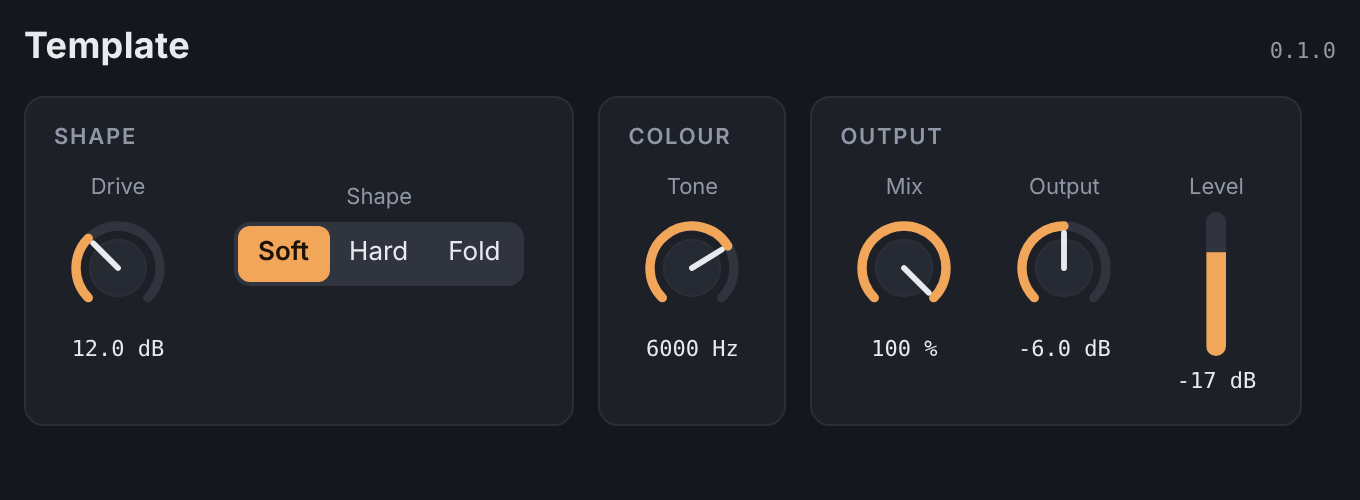 Template
0.1.0
SHAPE
Drive
12.0 dB
Shape
Soft Hard Fold
COLOUR
Tone
6000 Hz
OUTPUT
Mix
100 %
Output
-6.0 dB
Level
-17 dB